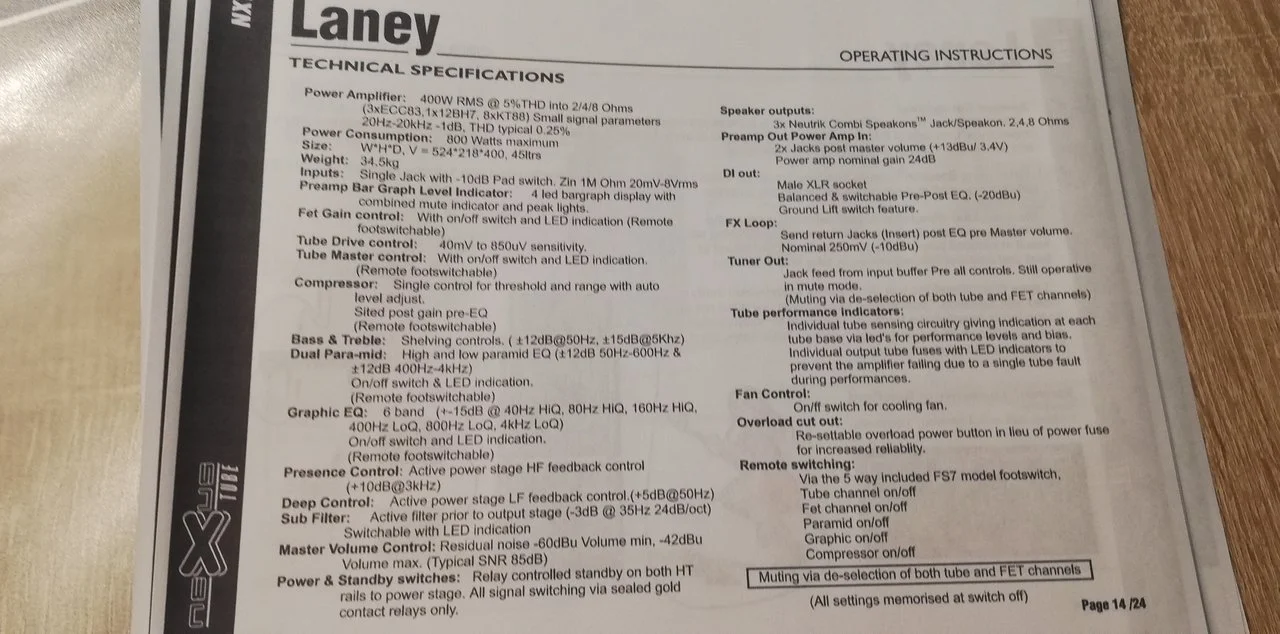 NX
Laney
OPERATING INSTRUCTIONS
TECHNICAL SPECIFICATIONS
Power Amplifier: 400W RMS @ 5%THD into 2/4/8 Ohms
(3xECC83,1x12BH7, 8xKT88) Small signal parameters
20Hz-20kHz -1dB, THD typical 0.25%
Power Consumption: 800 Watts maximum
Size: W*H*D, V = 524*218*400, 45ltrs
Weight: 34.5kg
Inputs: Single Jack with -10dB Pad switch. Zin 1M Ohm 20mV-8Vrms
Preamp Bar Graph Level Indicator: 4 led bargraph display with
combined mute indicator and peak lights.
Fet Gain control: With on/off switch and LED indication (Remote
footswitchable)
Tube Drive control: 40mV to 850uV sensitivity.
Tube Master control: With on/off switch and LED indication.
(Remote footswitchable)
Compressor: Single control for threshold and range with auto
level adjust.
Sited post gain pre-EQ
(Remote footswitchable)
Bass & Treble: Shelving controls. ( ±12dB@50Hz, ±15dB@5Khz)
Dual Para-mid: High and low paramid EQ (±12dB 50Hz-600Hz &
±12dB 400Hz-4kHz)
On/off switch & LED indication.
(Remote footswitchable)
Graphic EQ: 6 band (+-15dB @ 40Hz HiQ, 80Hz HiQ, 160Hz HiQ,
400Hz LoQ, 800Hz LoQ, 4kHz LoQ)
On/off switch and LED indication.
(Remote footswitchable)
Presence Control: Active power stage HF feedback control
(+10dB@3kHz)
Deep Control: Active power stage LF feedback control.(+5dB@50Hz)
Sub Filter: Active filter prior to output stage (-3dB @ 35Hz 24dB/oct)
Switchable with LED indication
Master Volume Control: Residual noise -60dBu Volume min, -42dBu
Volume max. (Typical SNR 85dB)
Power & Standby switches: Relay controlled standby on both HT
rails to power stage. All signal switching via sealed gold
contact relays only.
Speaker outputs:
3x Neutrik Combi Speakons™ Jack/Speakon. 2,4,8 Ohms
Preamp Out Power Amp In:
2x Jacks post master volume (+13dBu/ 3.4V)
Power amp nominal gain 24dB
DI out:
Male XLR socket
Balanced & switchable Pre-Post EQ. (-20dBu)
Ground Lift switch feature.
FX Loop:
Send return Jacks (Insert) post EQ pre Master volume.
Nominal 250mV (-10dBu)
Tuner Out:
Jack feed from input buffer Pre all controls. Still operative
in mute mode.
(Muting via de-selection of both tube and FET channels)
Tube performance indicators:
Individual tube sensing circuitry giving indication at each
tube base via led's for performance levels and bias.
Individual output tube fuses with LED indicators to
prevent the amplifier failing due to a single tube fault
during performances.
Fan Control:
On/ff switch for cooling fan.
Overload cut out:
Re-settable overload power button in lieu of power fuse
for increased reliablity.
Remote switching:
Via the 5 way included FS7 model footswitch,
Tube channel on/off
Fet channel on/off
Paramid on/off
Graphic on/off
Compressor on/off
Muting via de-selection of both tube and FET channels
(All settings memorised at switch off)
Page 14 /24
neXus
TUBE